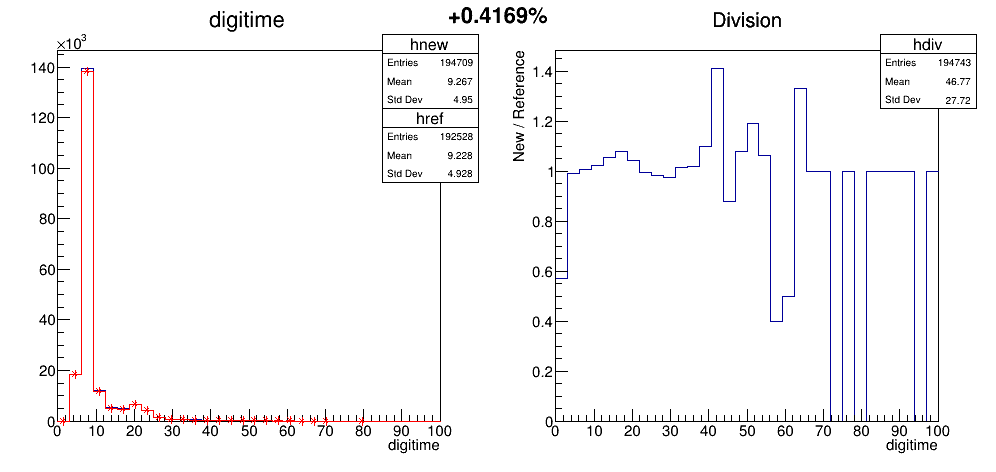 +0.4169%
digitime
×10³
hnew
Entries 194709
Mean 9.267
Std Dev 4.95
href
Entries 192528
Mean 9.228
Std Dev 4.928
140
120
100
80
60
40
20
0
0 10 20 30 40 50 60 70 80 90 100
digitime
Division
hdiv
Entries 194743
Mean 46.77
Std Dev 27.72
New / Reference
1.4
1.2
1
0.8
0.6
0.4
0.2
0
0 10 20 30 40 50 60 70 80 90 100
digitime